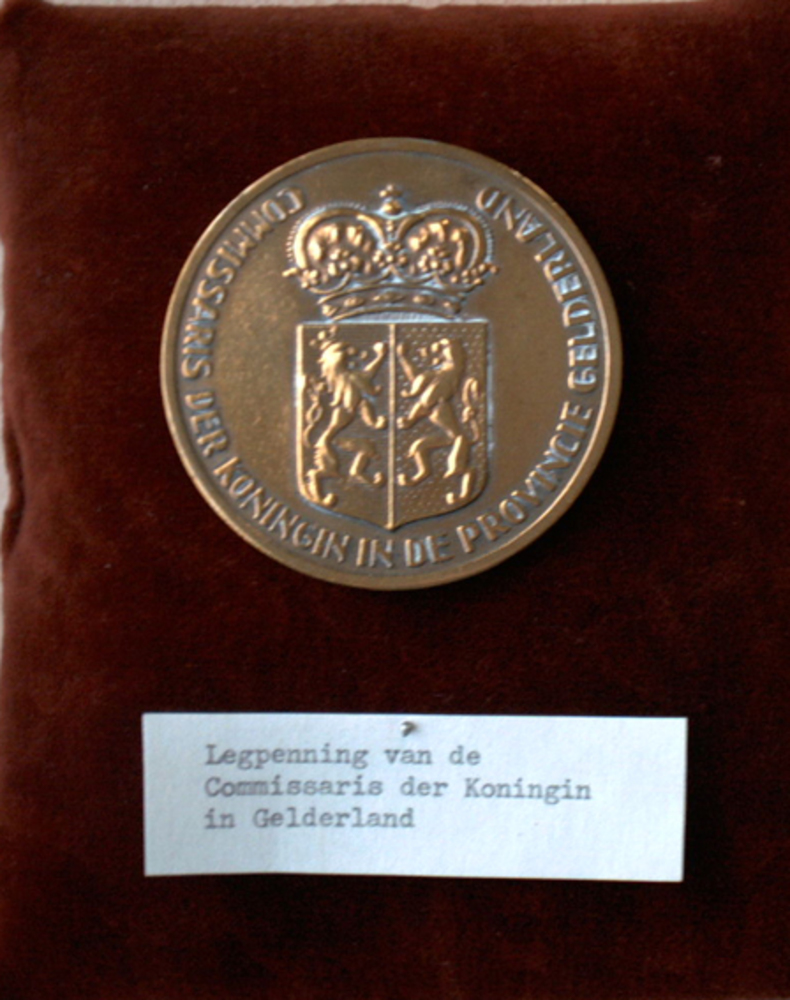 COMMISSARIS DER KONINGIN IN DE PROVINCIE GELDERLAND
Legpenning van de
Commissaris der Koningin
in Gelderland